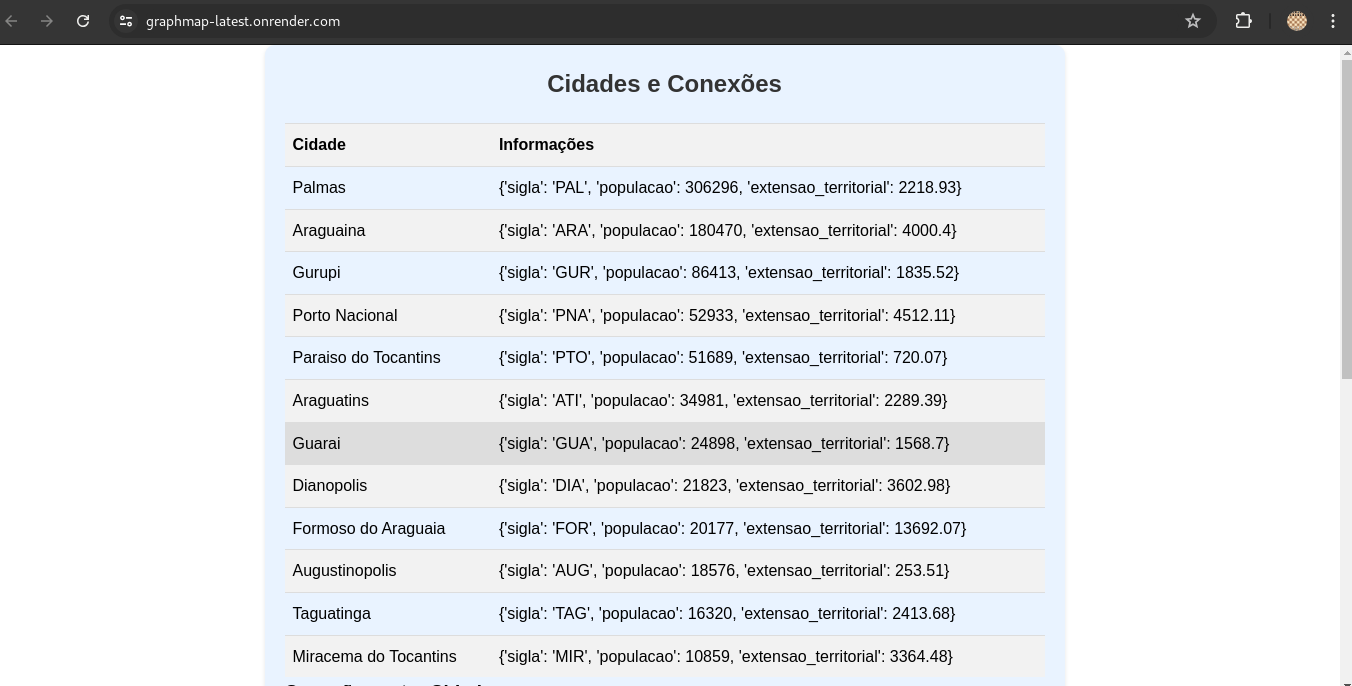 graphmap-latest.onrender.com
Cidades e Conexões
Cidade Informações
Palmas {'sigla': 'PAL', 'populacao': 306296, 'extensao_territorial': 2218.93}
Araguaina {'sigla': 'ARA', 'populacao': 180470, 'extensao_territorial': 4000.4}
Gurupi {'sigla': 'GUR', 'populacao': 86413, 'extensao_territorial': 1835.52}
Porto Nacional {'sigla': 'PNA', 'populacao': 52933, 'extensao_territorial': 4512.11}
Paraiso do Tocantins {'sigla': 'PTO', 'populacao': 51689, 'extensao_territorial': 720.07}
Araguatins {'sigla': 'ATI', 'populacao': 34981, 'extensao_territorial': 2289.39}
Guarai {'sigla': 'GUA', 'populacao': 24898, 'extensao_territorial': 1568.7}
Dianopolis {'sigla': 'DIA', 'populacao': 21823, 'extensao_territorial': 3602.98}
Formoso do Araguaia {'sigla': 'FOR', 'populacao': 20177, 'extensao_territorial': 13692.07}
Augustinopolis {'sigla': 'AUG', 'populacao': 18576, 'extensao_territorial': 253.51}
Taguatinga {'sigla': 'TAG', 'populacao': 16320, 'extensao_territorial': 2413.68}
Miracema do Tocantins {'sigla': 'MIR', 'populacao': 10859, 'extensao_territorial': 3364.48}